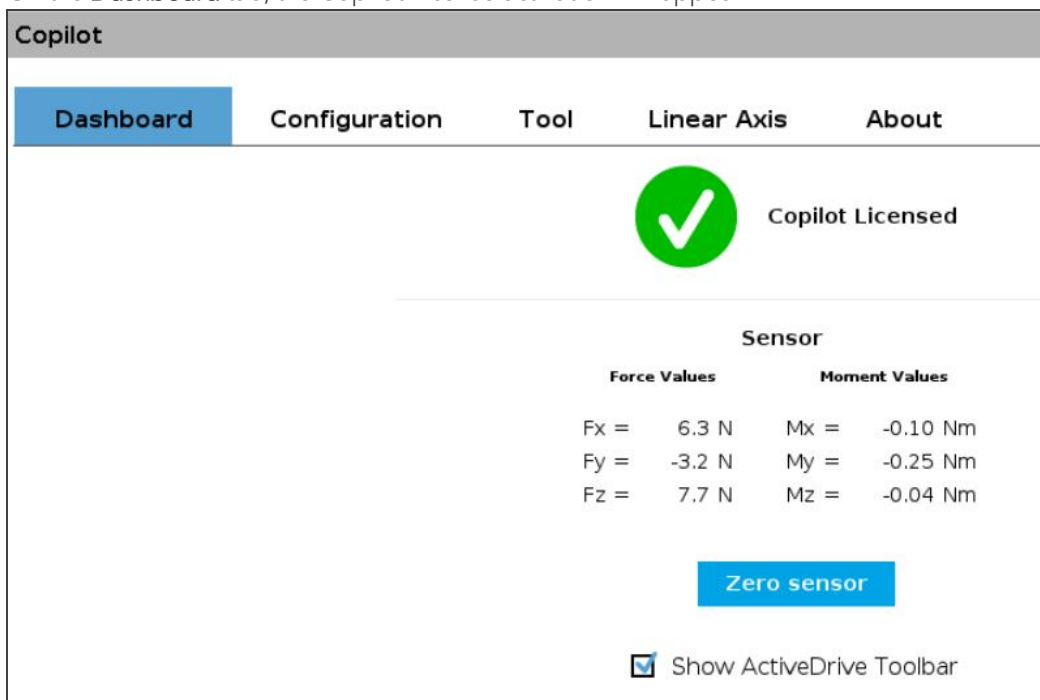 Copilot
Dashboard Configuration Tool Linear Axis About
Copilot Licensed
Sensor
Force Values Moment Values
Fx = 6.3 N Mx = -0.10 Nm
Fy = -3.2 N My = -0.25 Nm
Fz = 7.7 N Mz = -0.04 Nm
Zero sensor
Show ActiveDrive Toolbar